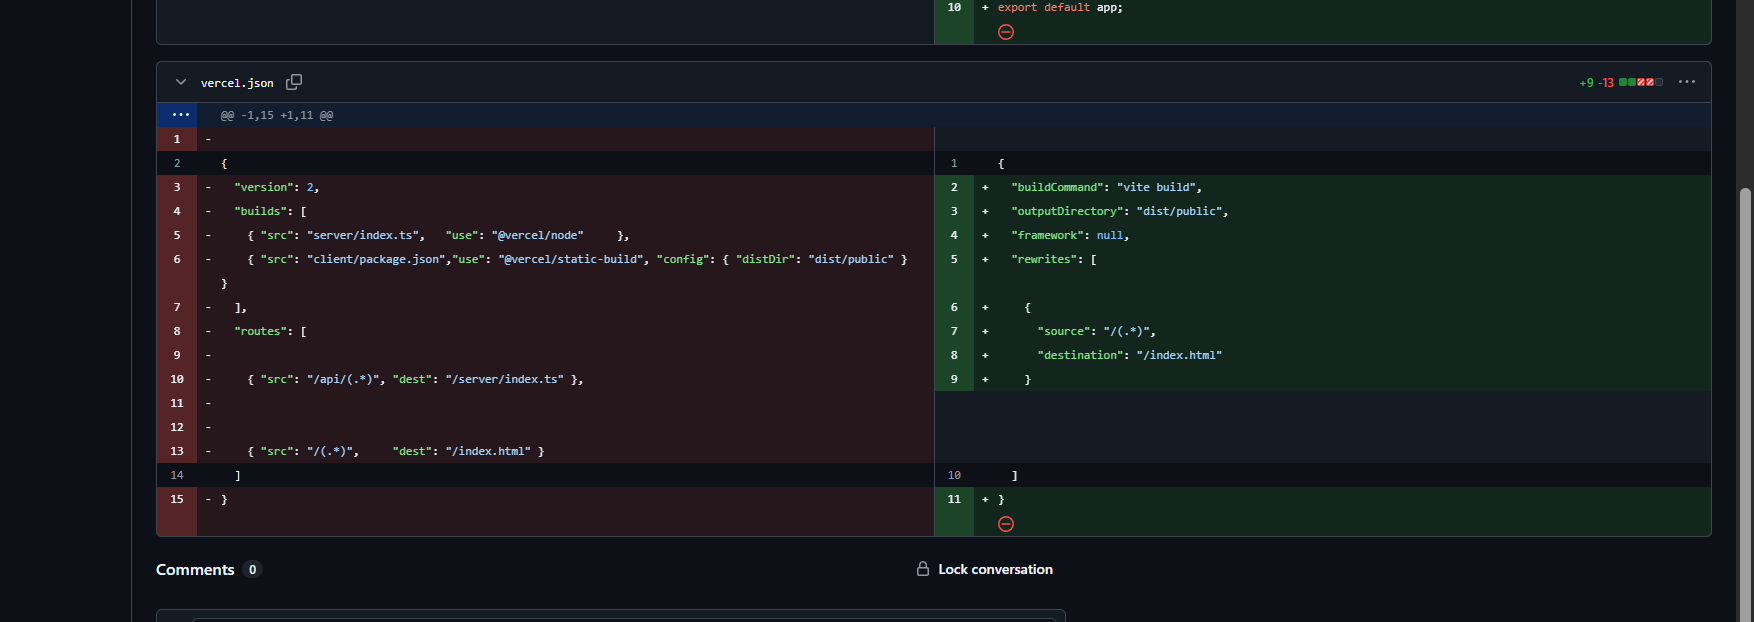 10 + export default app;
vercel.json
+9 -13
@@ -1,15 +1,11 @@
1 -
2 {
3 - "version": 2,
4 - "builds": [
5 - { "src": "server/index.ts", "use": "@vercel/node" },
6 - { "src": "client/package.json","use": "@vercel/static-build", "config": { "distDir": "dist/public" }
}
7 - ],
8 - "routes": [
9 -
10 - { "src": "/api/(.*)", "dest": "/server/index.ts" },
11 -
12 -
13 - { "src": "/(.*)", "dest": "/index.html" }
14 ]
15 - }
1 {
2 + "buildCommand": "vite build",
3 + "outputDirectory": "dist/public",
4 + "framework": null,
5 + "rewrites": [
6 + {
7 + "source": "/(.*)",
8 + "destination": "/index.html"
9 + }
10 ]
11 + }
Comments 0
Lock conversation